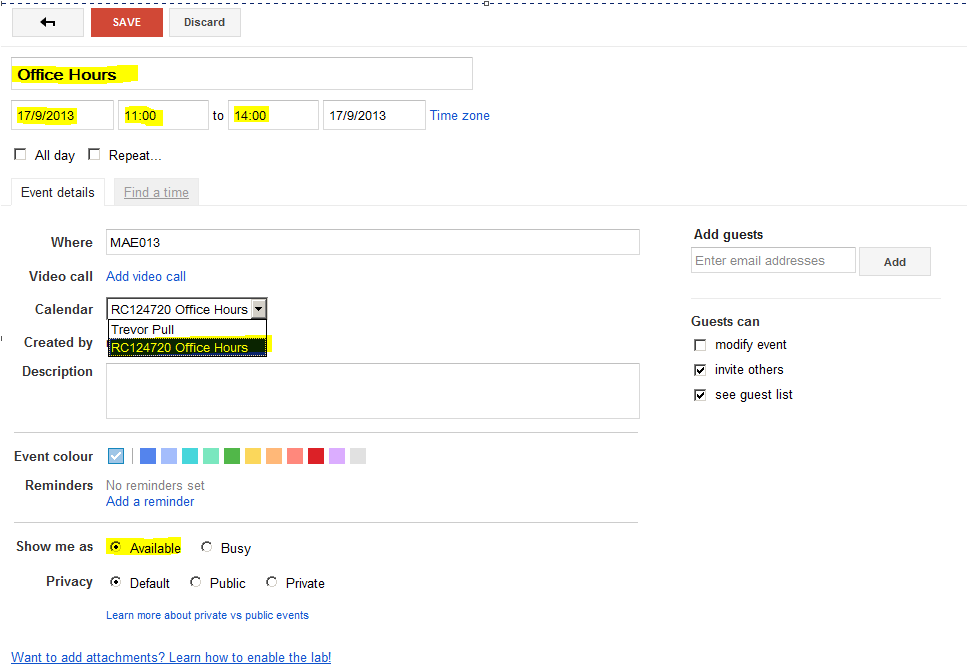 SAVE Discard
Office Hours
17/9/2013 11:00 to 14:00 17/9/2013 Time zone
All day Repeat...
Event details Find a time
Where MAE013
Video call Add video call
Calendar RC124720 Office Hours
Trevor Pull
Created by RC124720 Office Hours
Description
Event colour
Reminders No reminders set
Add a reminder
Show me as Available Busy
Privacy Default Public Private
Learn more about private vs public events
Want to add attachments? Learn how to enable the lab!
Add guests
Enter email addresses Add
Guests can
modify event
invite others
see guest list